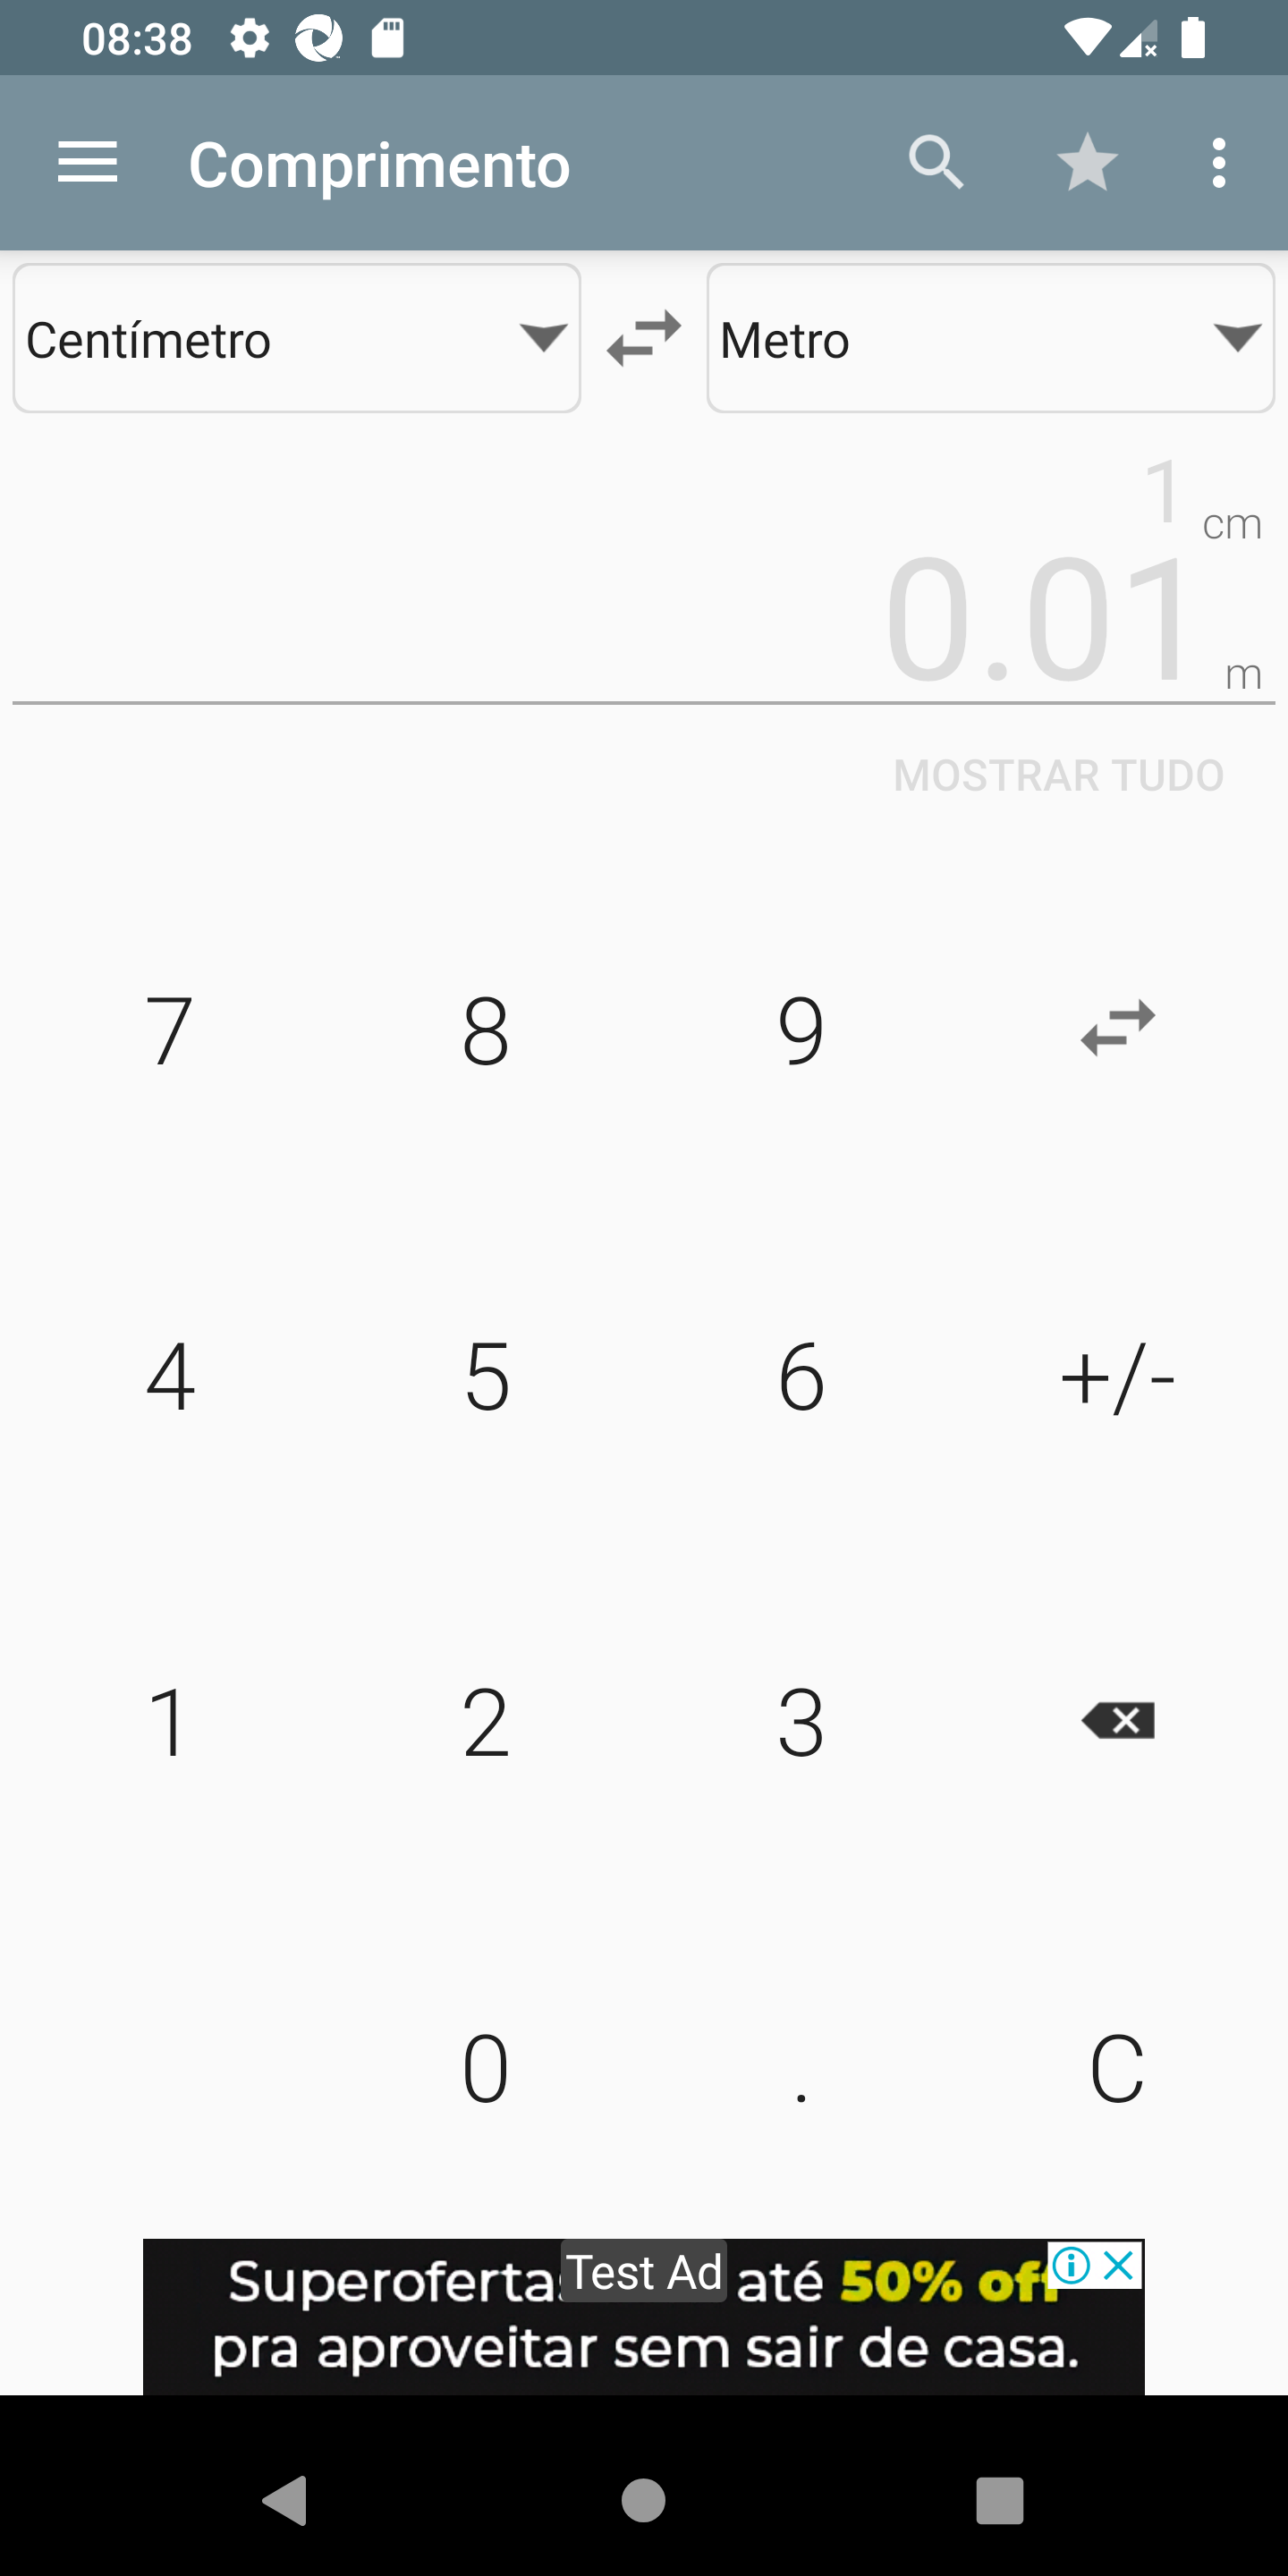 08:38
Comprimento
Centímetro
Metro
1 cm
0.01 m
MOSTRAR TUDO
7 8 9
4 5 6 +/-
1 2 3
0 . C
Test Ad
até 50% off
pra aproveitar sem sair de casa.